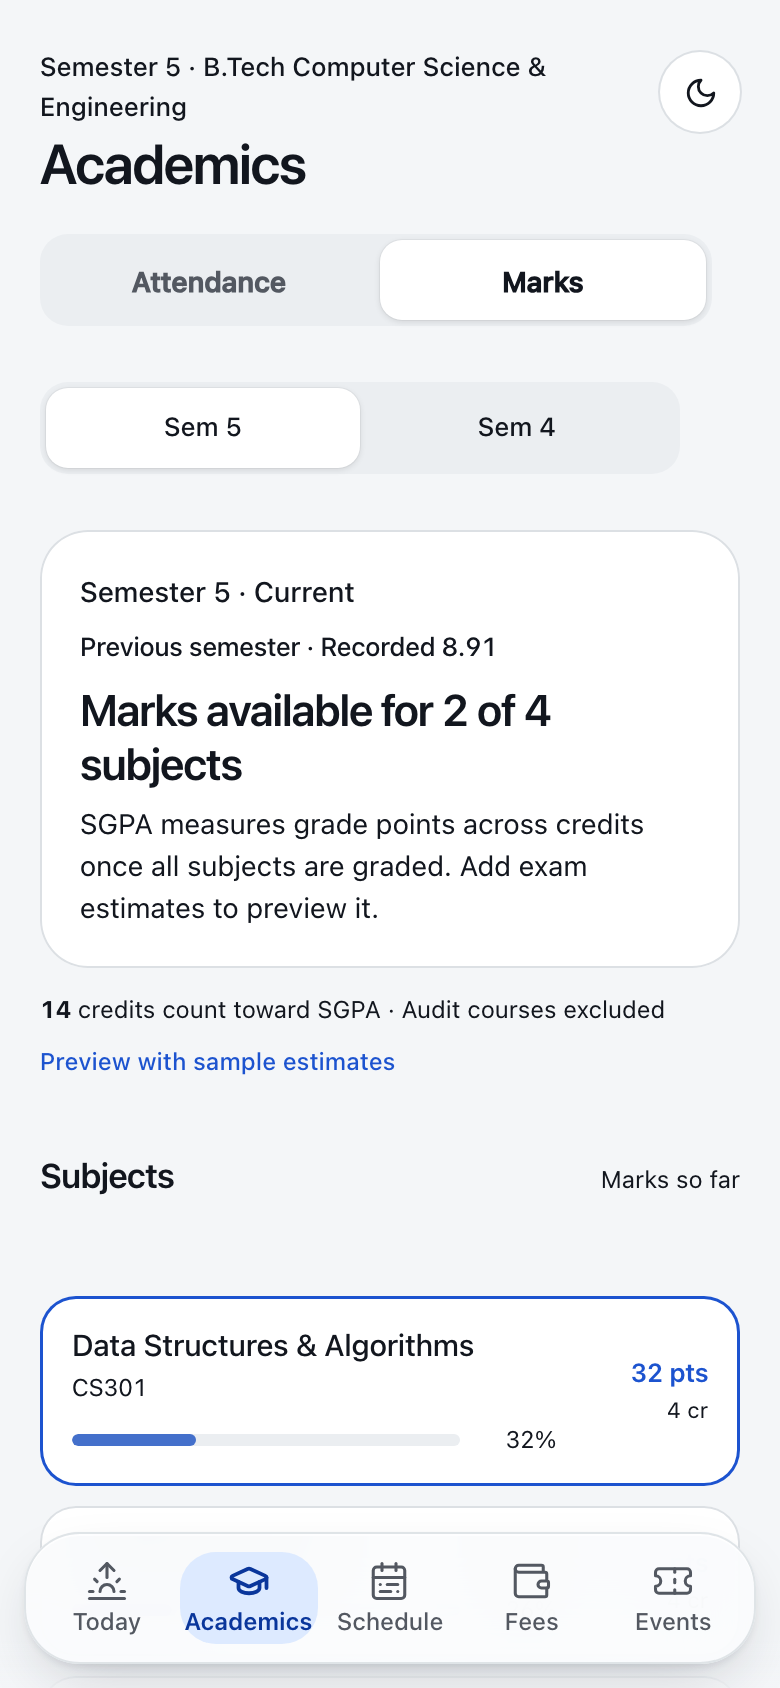 Semester 5 · B.Tech Computer Science &
Engineering
Academics
Attendance
Marks
Sem 5
Sem 4
Semester 5 · Current
Previous semester · Recorded 8.91
Marks available for 2 of 4
subjects
SGPA measures grade points across credits
once all subjects are graded. Add exam
estimates to preview it.
14 credits count toward SGPA · Audit courses excluded
Preview with sample estimates
Subjects
Marks so far
Data Structures & Algorithms
CS301
32 pts
4 cr
32%
Today
Academics
Schedule
Fees
Events